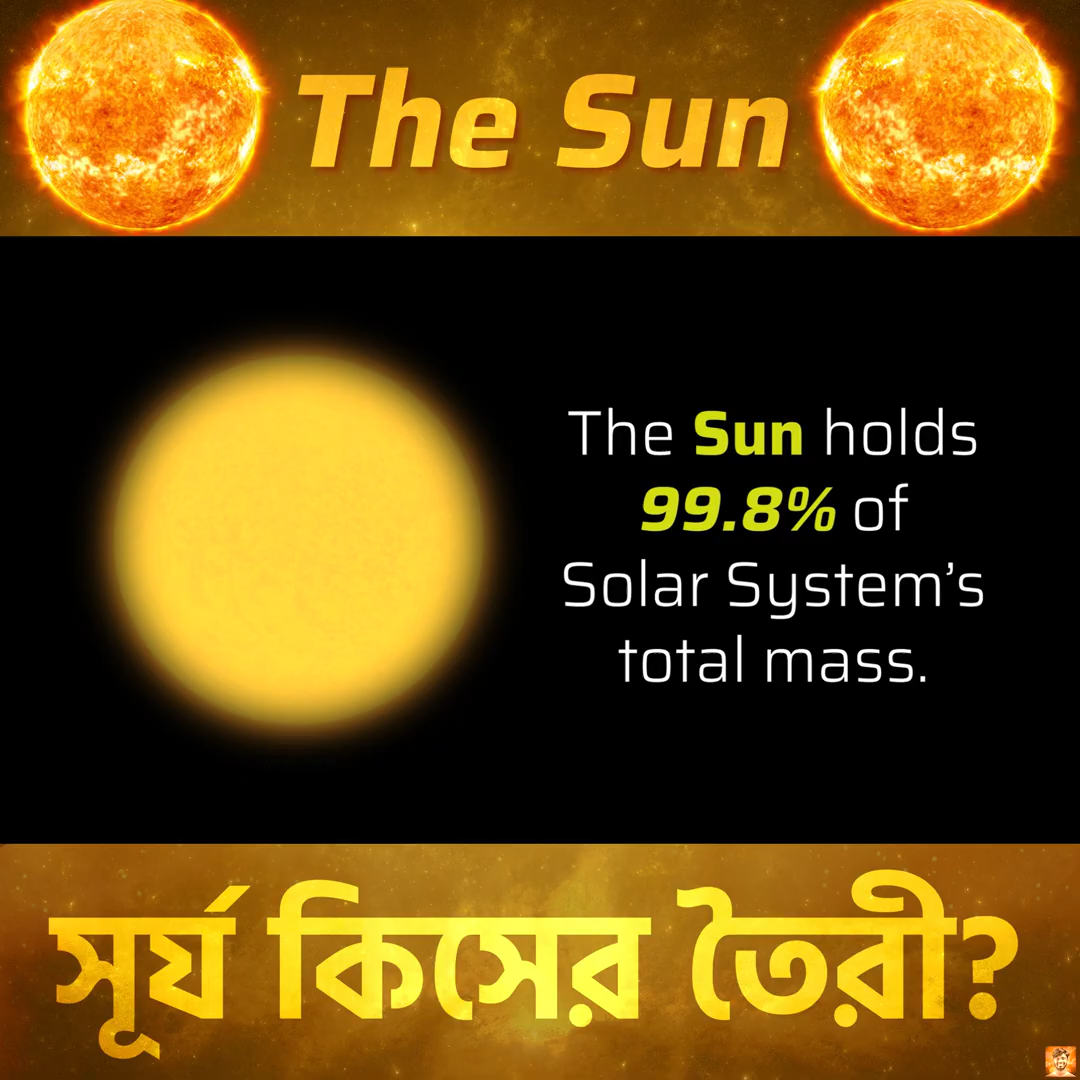 The Sun
The Sun holds
99.8% of
Solar System’s
total mass.
সূর্য কিসের তৈরী?